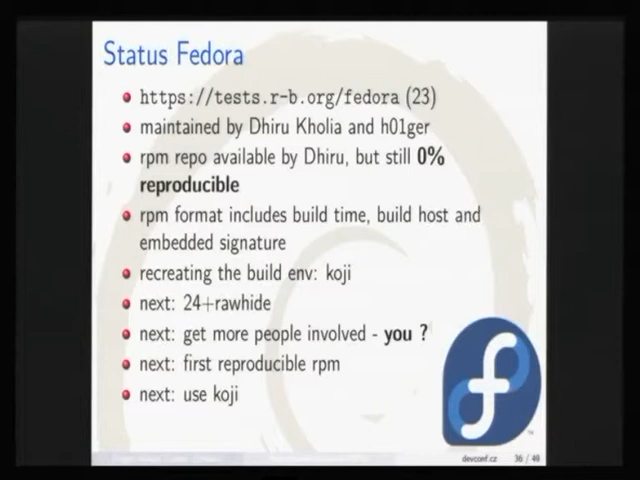 Status Fedora
https://tests.r-b.org/fedora (23)
maintained by Dhiru Kholia and h01ger
rpm repo available by Dhiru, but still 0%
reproducible
rpm format includes build time, build host and
embedded signature
recreating the build env: koji
next: 24+rawhide
next: get more people involved - you ?
next: first reproducible rpm
next: use koji
devconf.cz 36 / 40